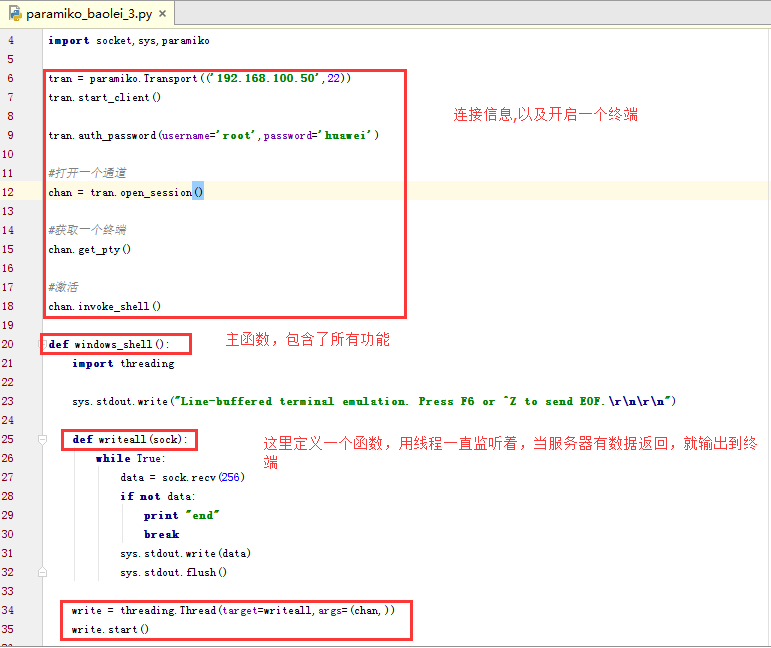 paramiko_baolei_3.py ×
4 import socket,sys,paramiko
5
6 tran = paramiko.Transport(('192.168.100.50',22))
7 tran.start_client()
连接信息,以及开启一个终端
8
9 tran.auth_password(username='root',password='huawei')
10
11 #打开一个通道
12 chan = tran.open_session()
13
14 #获取一个终端
15 chan.get_pty()
16
17 #激活
18 chan.invoke_shell()
19
20 def windows_shell():
主函数，包含了所有功能
21 import threading
22
23 sys.stdout.write("Line-buffered terminal emulation. Press F6 or ^Z to send EOF.\r\n\r\n")
24
25 def writeall(sock):
这里定义一个函数，用线程一直监听着，当服务器有数据返回，就输出到终
端
26 while True:
27 data = sock.recv(256)
28 if not data:
29 print "end"
30 break
31 sys.stdout.write(data)
32 sys.stdout.flush()
33
34 write = threading.Thread(target=writeall,args=(chan,))
35 write.start()